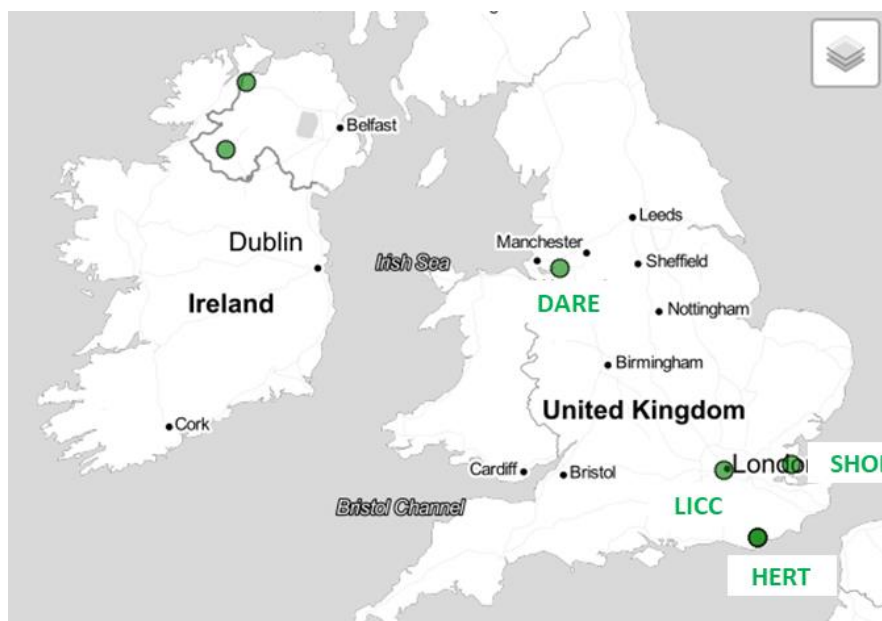 Belfast
Leeds
Manchester
Dublin
Irish Sea
Sheffield
DARE
Ireland
Nottingham
Birmingham
United Kingdom
Cork
Cardiff
Bristol
London
SHOE
LICC
Bristol Channel
HERT